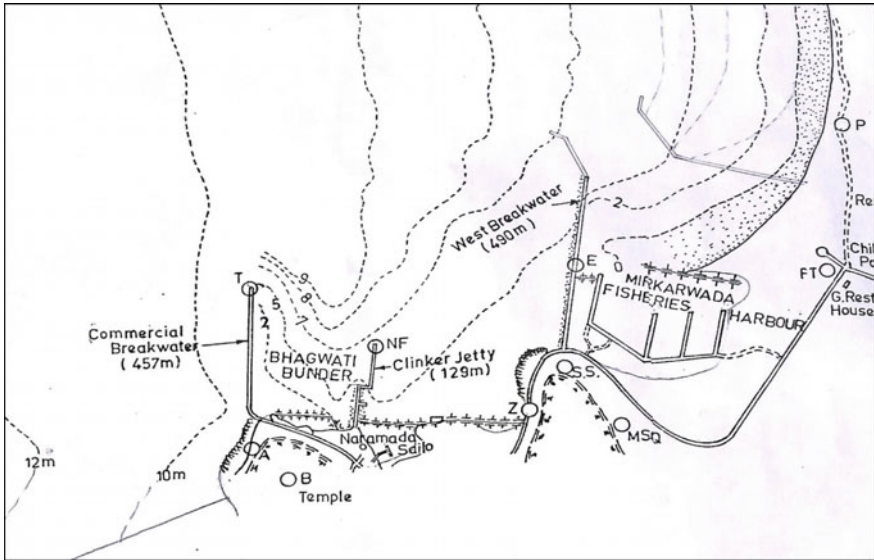 P
2
West Breakwater
(490m)
Re
E
0
Chil
Po
FT
T
9
8
5
7
2
MIRKARWADA
FISHERIES
HARBOUR
G.Rest
House
Commercial
Breakwater
(457m)
NF
BHAGWATI
BUNDER
Clinker Jetty
(129m)
S.S.
Z
MSQ
Naramada
Sailo
A
B
Temple
12m
10m